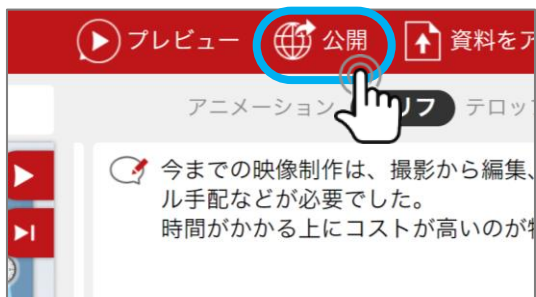 プレビュー 公開 資料をア
アニメーション リフ テロップ
今までの映像制作は、撮影から編集、
ル手配などが必要でした。
時間がかかる上にコストが高いのが